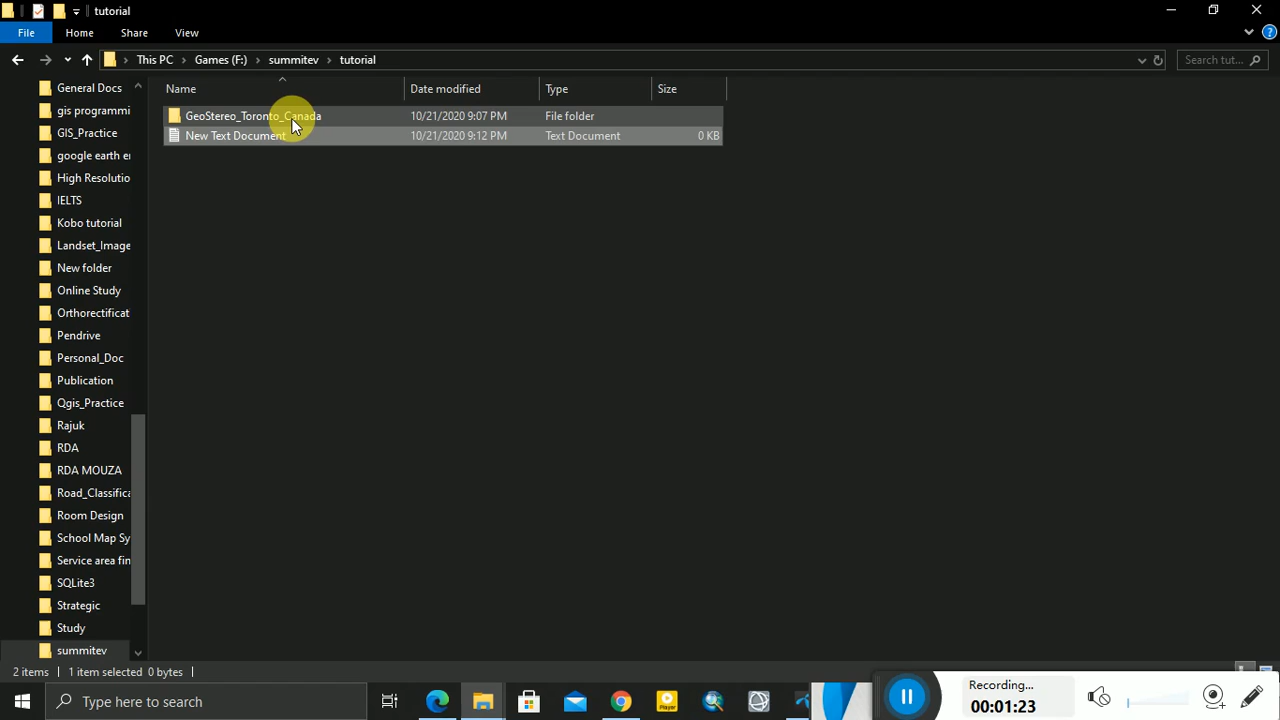 tutorial
File Home Share View
This PC Games (F:) summitev tutorial Search tut...
Name Date modified Type Size
GeoStereo_Toronto_Canada 10/21/2020 9:07 PM File folder
New Text Document 10/21/2020 9:12 PM Text Document 0 KB
General Docs
gis programmi
GIS_Practice
google earth e
High Resolutio
IELTS
Kobo tutorial
Landset_Image
New folder
Online Study
Orthorectificat
Pendrive
Personal_Doc
Publication
Qgis_Practice
Rajuk
RDA
RDA MOUZA
Road_Classifica
Room Design
School Map Sy
Service area fin
SQLite3
Strategic
Study
summitev
2 items 1 item selected 0 bytes
Type here to search
Player
Recording...
00:01:23